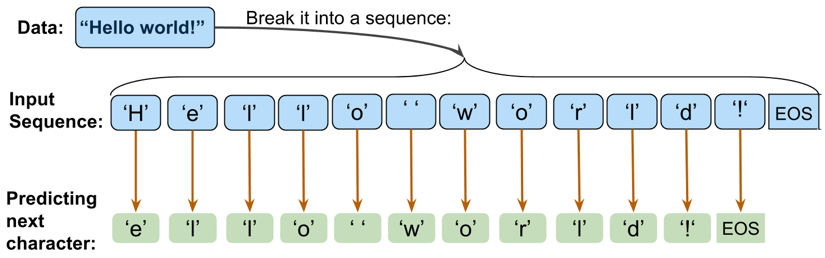 Data: “Hello world!” Break it into a sequence:
Input Sequence: ‘H’ ‘e’ ‘l’ ‘l’ ‘o’ ‘ ‘ ‘w’ ‘o’ ‘r’ ‘l’ ‘d’ ‘!‘ EOS
Predicting next character: ‘e’ ‘l’ ‘l’ ‘o’ ‘ ‘ ‘w’ ‘o’ ‘r’ ‘l’ ‘d’ ‘!‘ EOS